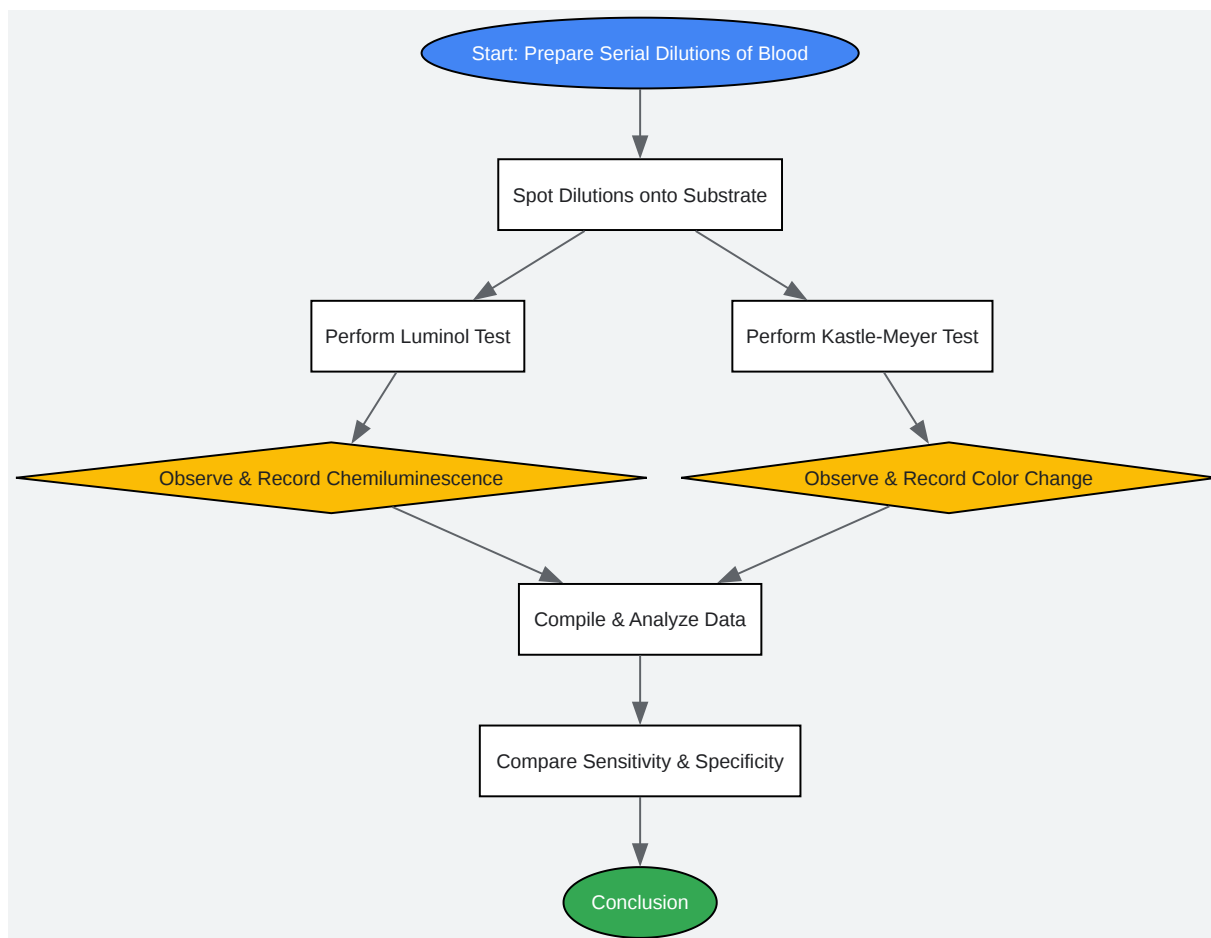 Start: Prepare Serial Dilutions of Blood
Spot Dilutions onto Substrate
Perform Luminol Test
Perform Kastle-Meyer Test
Observe & Record Chemiluminescence
Observe & Record Color Change
Compile & Analyze Data
Compare Sensitivity & Specificity
Conclusion